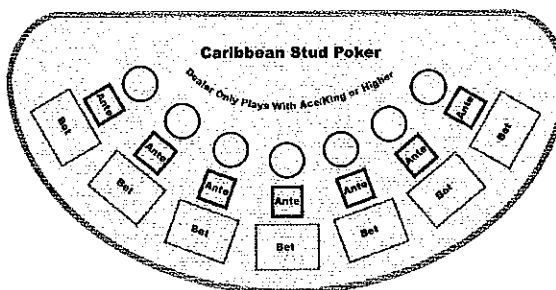 Caribbean Stud Poker
Dealer Only Plays With Ace/King or Higher
Ante
Bet
Ante
Bet
Ante
Bet
Ante
Bet
Ante
Bet
Ante
Bet
Ante
Bet